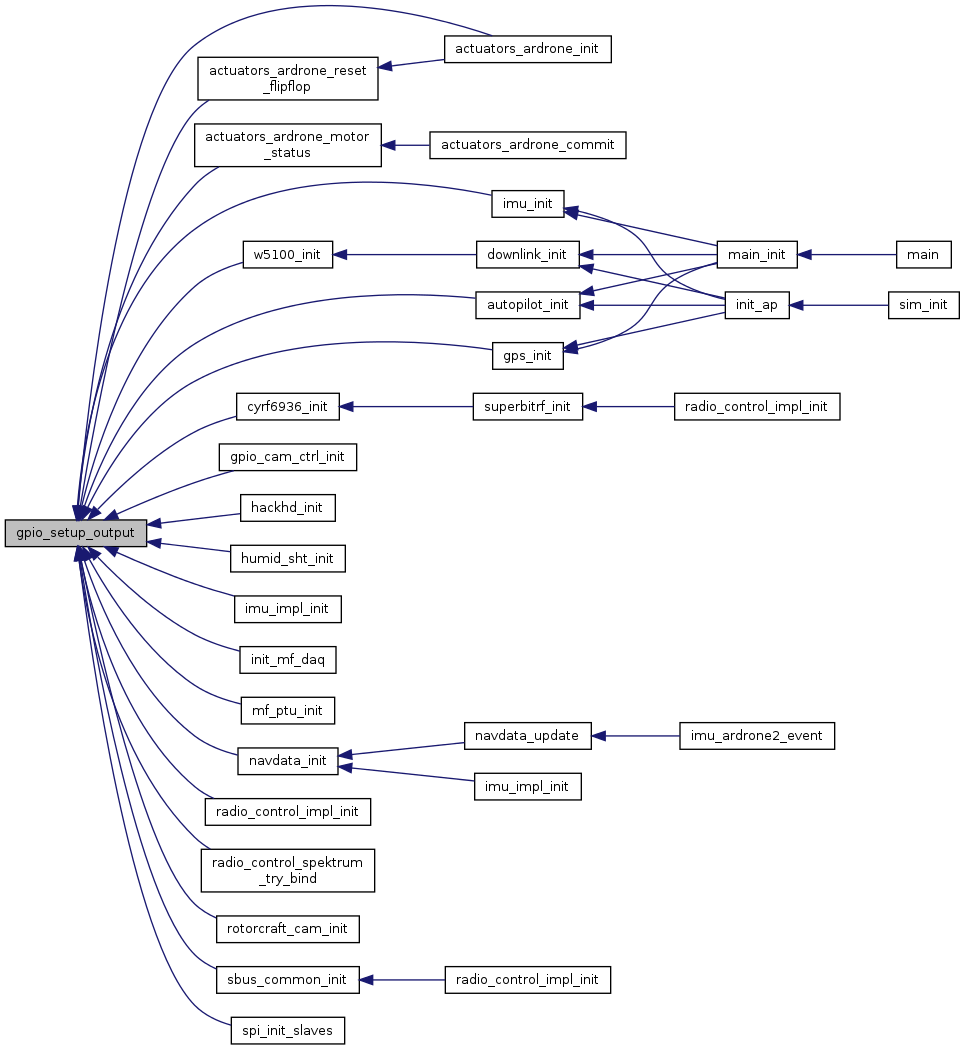 actuators_ardrone_init
actuators_ardrone_reset
_flipflop
actuators_ardrone_motor
_status
actuators_ardrone_commit
imu_init
w5100_init
downlink_init
main_init
main
autopilot_init
init_ap
sim_init
gps_init
cyrf6936_init
superbitrf_init
radio_control_impl_init
gpio_cam_ctrl_init
hackhd_init
gpio_setup_output
humid_sht_init
imu_impl_init
init_mf_daq
mf_ptu_init
navdata_update
imu_ardrone2_event
navdata_init
imu_impl_init
radio_control_impl_init
radio_control_spektrum
_try_bind
rotorcraft_cam_init
sbus_common_init
radio_control_impl_init
spi_init_slaves